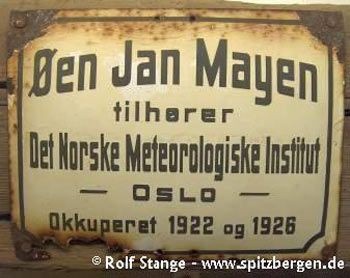 Øen Jan Mayen
tilhører
Det Norske Meteorologiske Institut
— OSLO —
Okkuperet 1922 og 1926
© Rolf Stange - www.spitzbergen.de